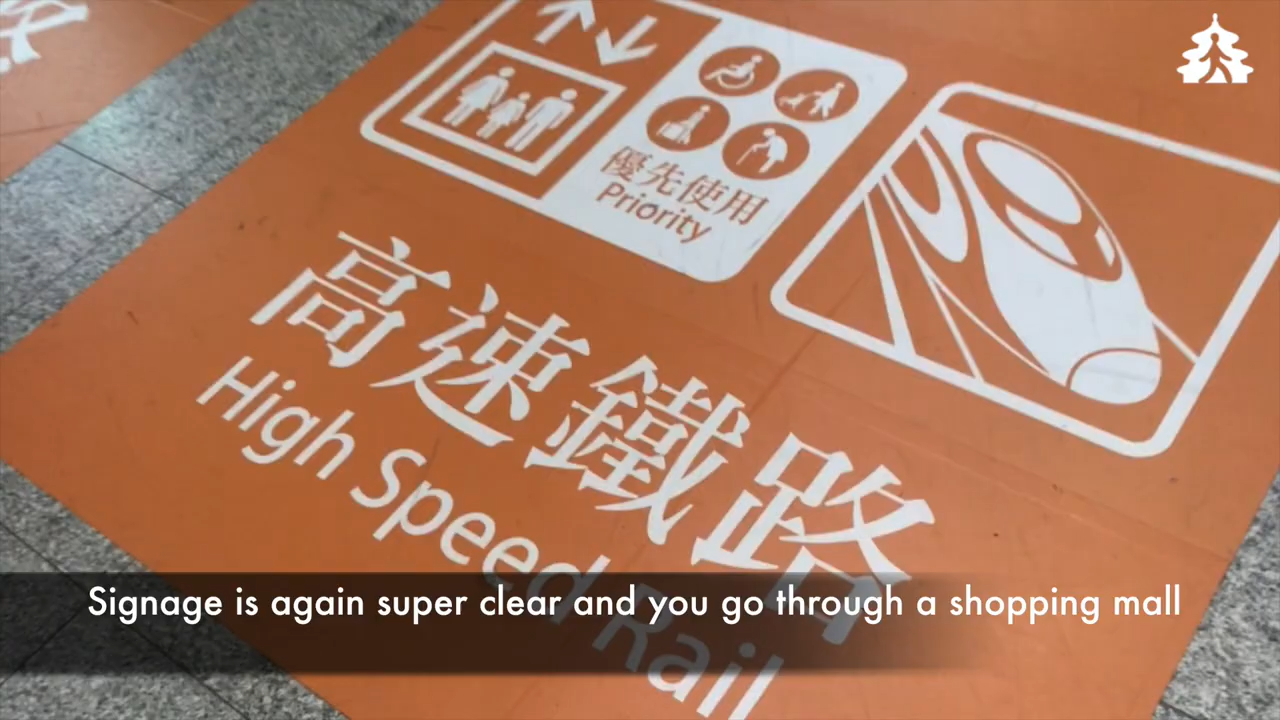 優先使用
Priority
高速鐵路
High Speed Rail
Signage is again super clear and you go through a shopping mall